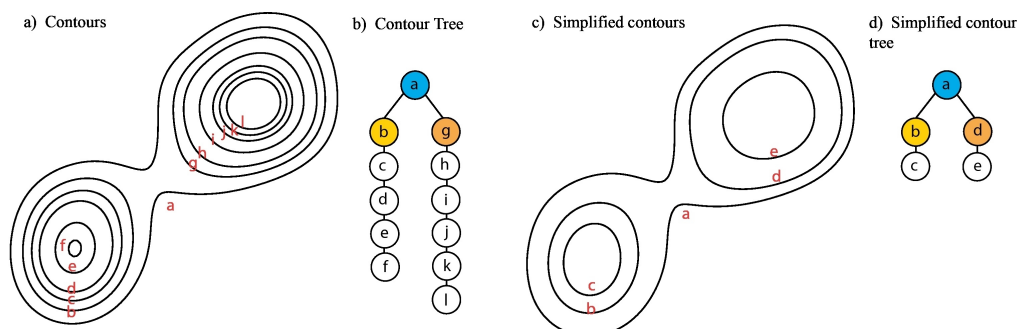 a) Contours
l
k
j
i
h
g
a
f
e
d
c
b
b) Contour Tree
a
b g
c h
d i
e j
f k
l
c) Simplified contours
e
d
a
c
b
d) Simplified contour
tree
a
b d
c e